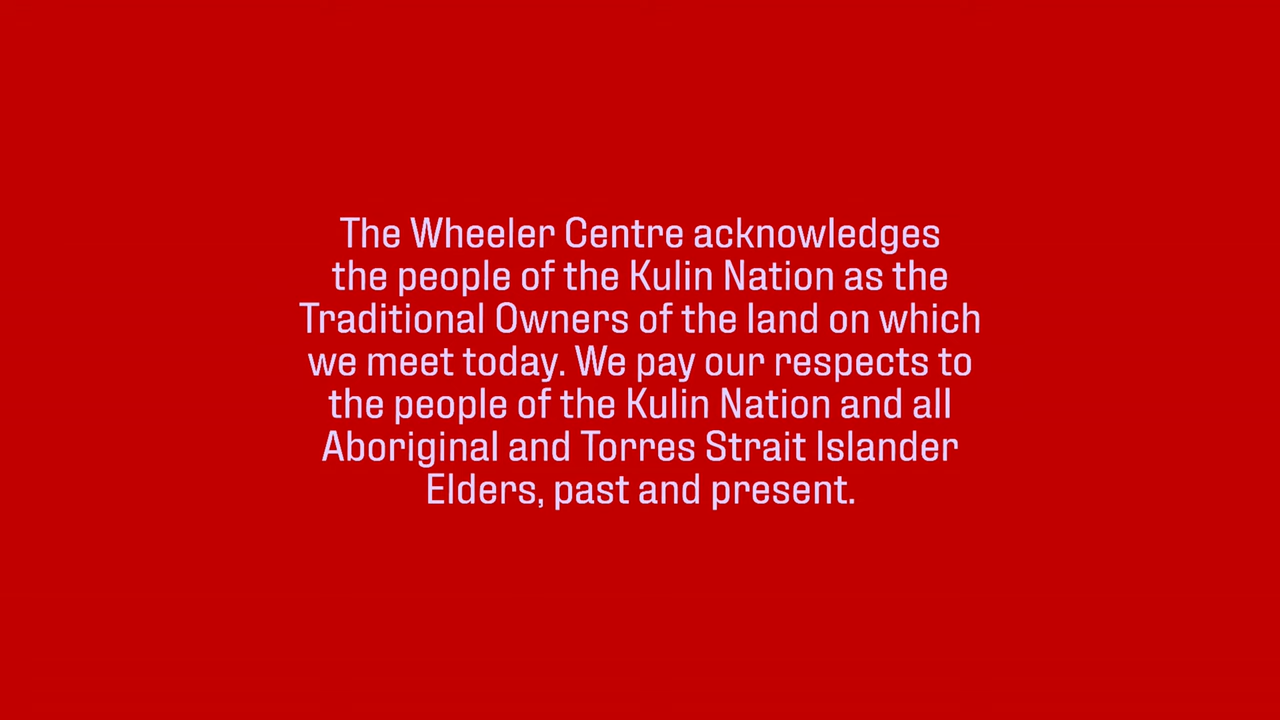 The Wheeler Centre acknowledges
the people of the Kulin Nation as the
Traditional Owners of the land on which
we meet today. We pay our respects to
the people of the Kulin Nation and all
Aboriginal and Torres Strait Islander
Elders, past and present.